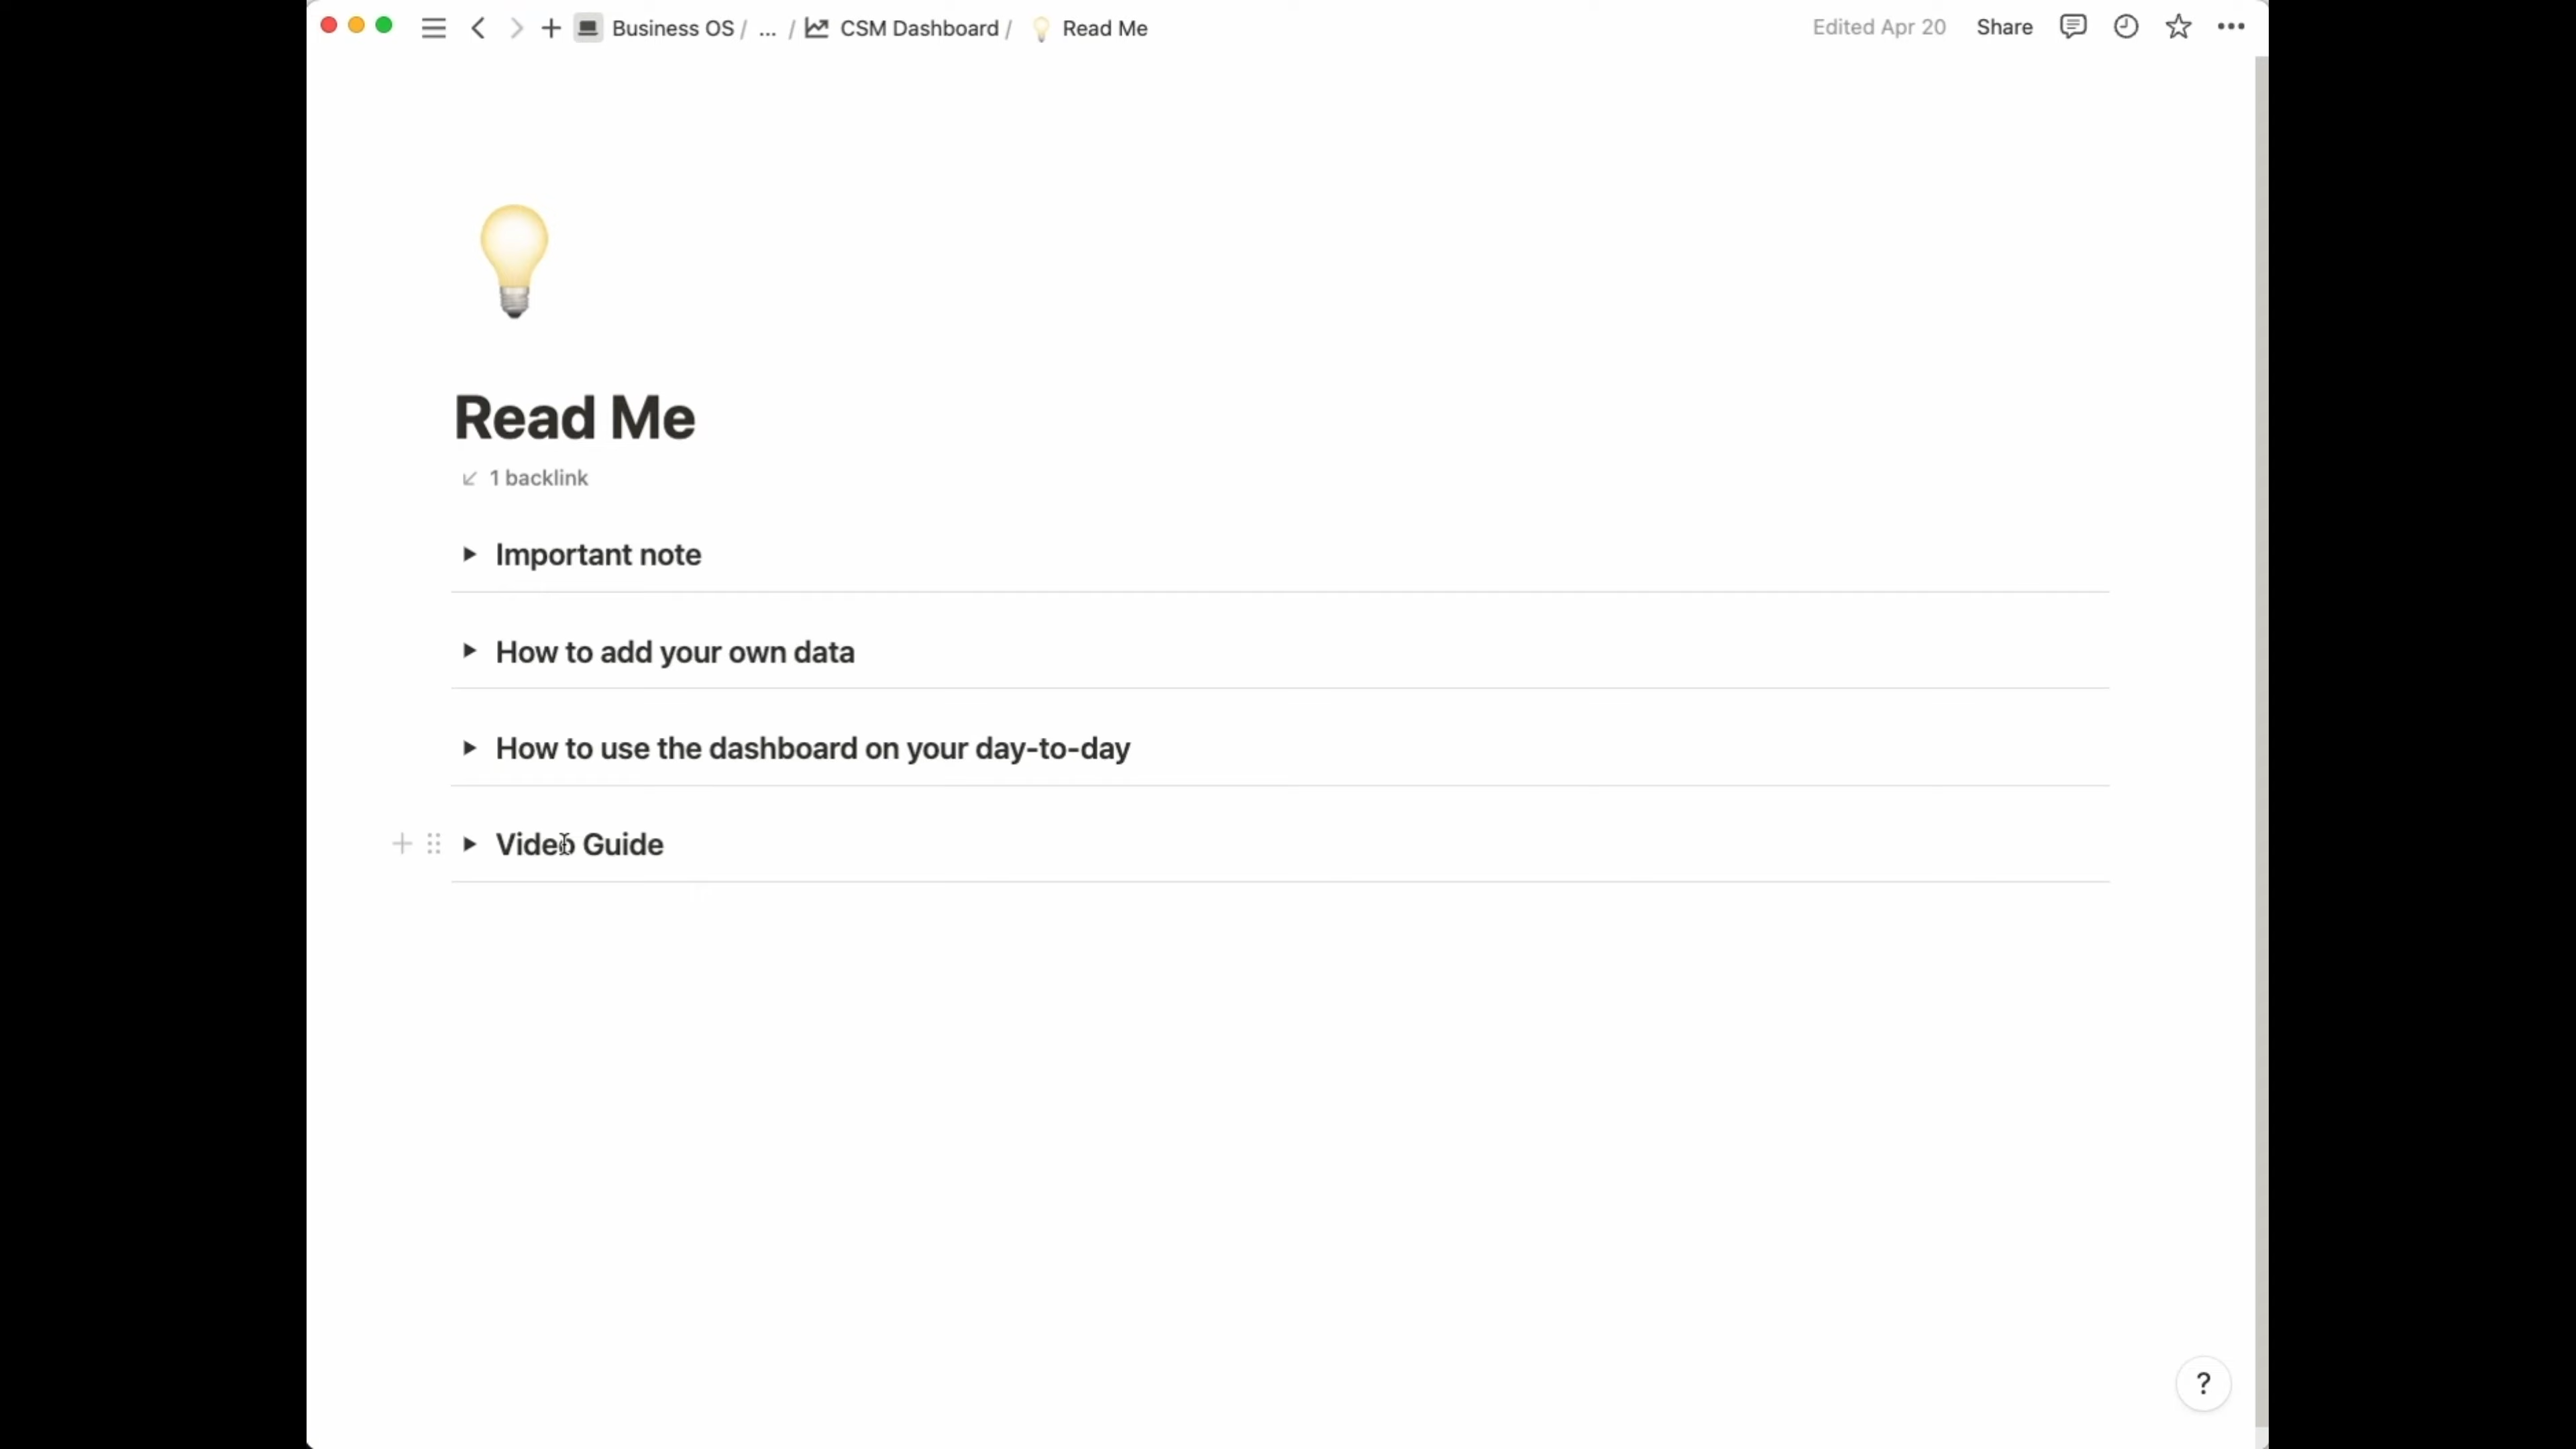 Business OS / ... / CSM Dashboard / Read Me
Edited Apr 20 Share
Read Me
1 backlink
Important note
How to add your own data
How to use the dashboard on your day-to-day
Video Guide
?